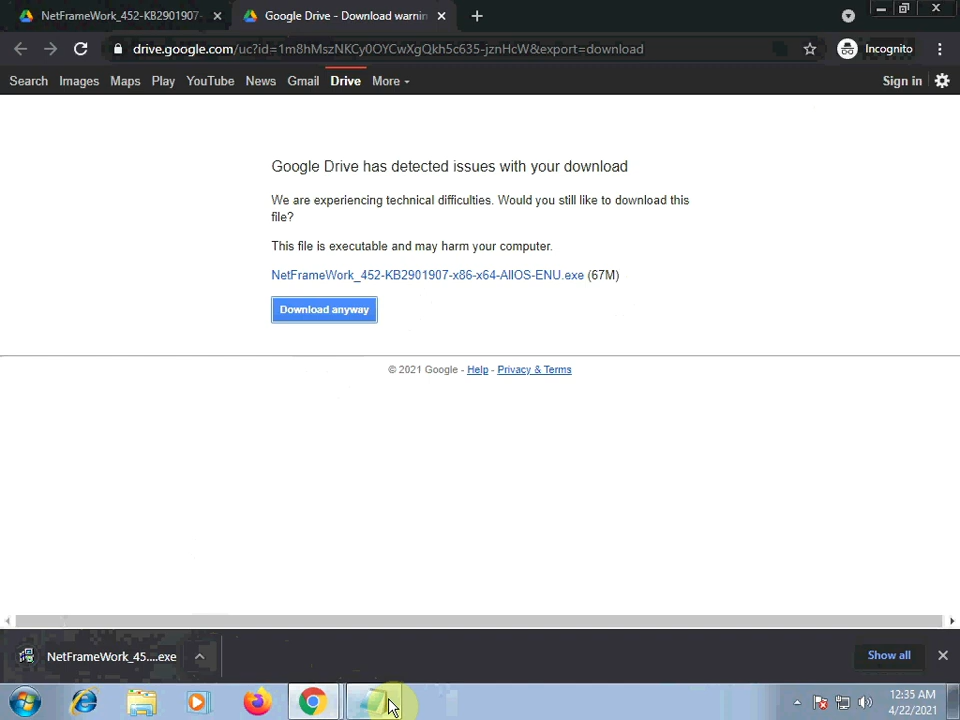 NetFrameWork_452-KB2901907-
Google Drive - Download warnin
drive.google.com/uc?id=1m8hMszNKCy0OYCwXgQkh5c635-jznHcW&export=download
Incognito
Search Images Maps Play YouTube News Gmail Drive More
Sign in
Google Drive has detected issues with your download
We are experiencing technical difficulties. Would you still like to download this
file?
This file is executable and may harm your computer.
NetFrameWork_452-KB2901907-x86-x64-AllOS-ENU.exe (67M)
Download anyway
© 2021 Google - Help - Privacy & Terms
NetFrameWork_45....exe
Show all
12:35 AM
4/22/2021